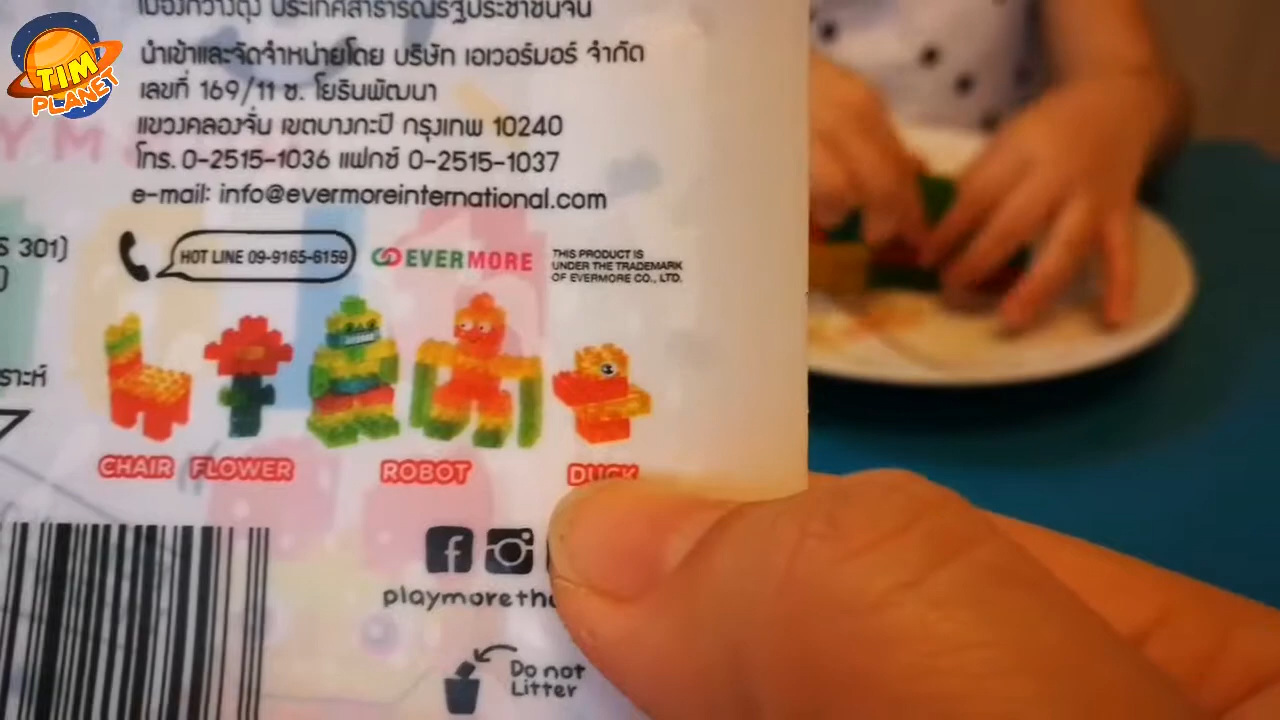 TIM
PLANET
เมืองกวางตุ้ง ประเทศสาธารณรัฐประชาชนจีน
นำเข้าและจัดจำหน่ายโดย บริษัท เอเวอร์มอร์ จำกัด
เลขที่ 169/11 ซ. โยธินพัฒนา
แขวงคลองจั่น เขตบางกะปิ กรุงเทพ 10240
โทร. 0-2515-1036 แฟกซ์ 0-2515-1037
e-mail: info@evermoreinternational.com
S 301)
HOT LINE 09-9165-6159
EVERMORE
THIS PRODUCT IS
UNDER THE TRADEMARK
OF EVERMORE CO., LTD.
ราะห์
CHAIR FLOWER ROBOT DUCK
playmoreth
Do not
Litter